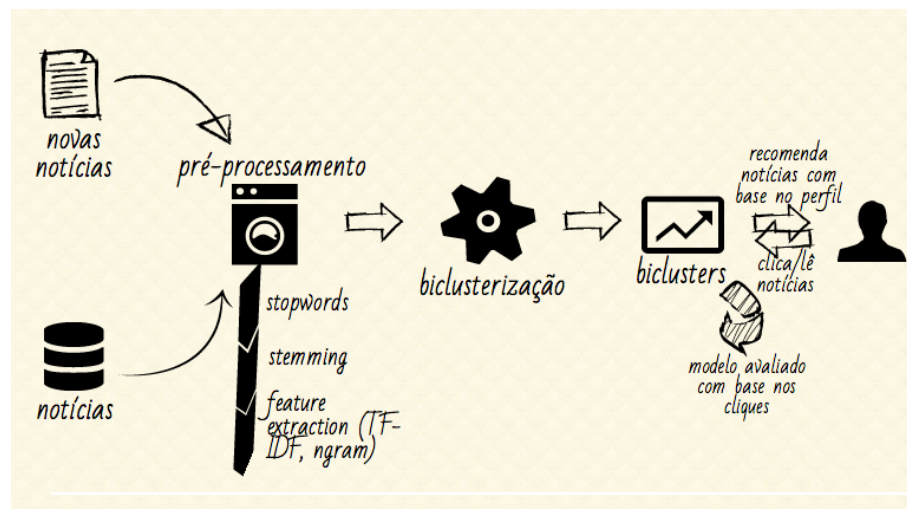 novas
notícias
pré-processamento
notícias
stopwords
stemming
feature
extraction (TF-
IDF, ngram)
biclusterização
biclusters
recomenda
notícias com
base no perfil
clica/lê
notícias
modelo avaliado
com base nos
cliques